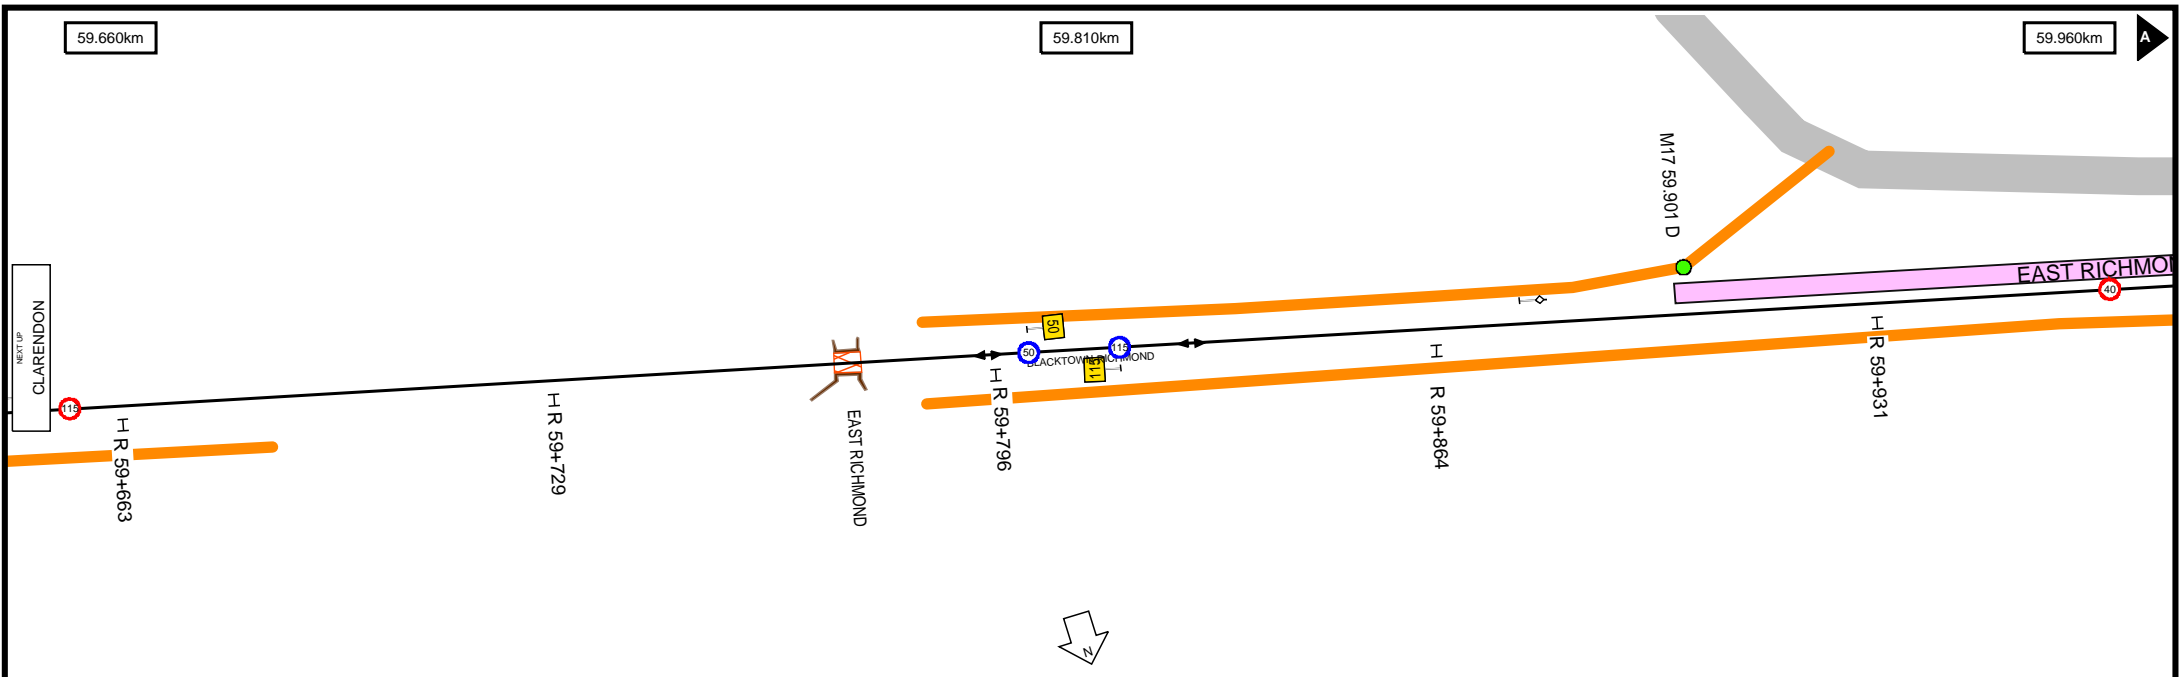 59.660km
59.810km
59.960km
A
M17 59.901 D
EAST RICHMO
40
50
50
115
BLACKTOWN RICHMOND
115
NEXT UP
CLARENDON
115
H R 59+663
H R 59+729
EAST RICHMOND
H R 59+796
H R 59+864
H R 59+931
N